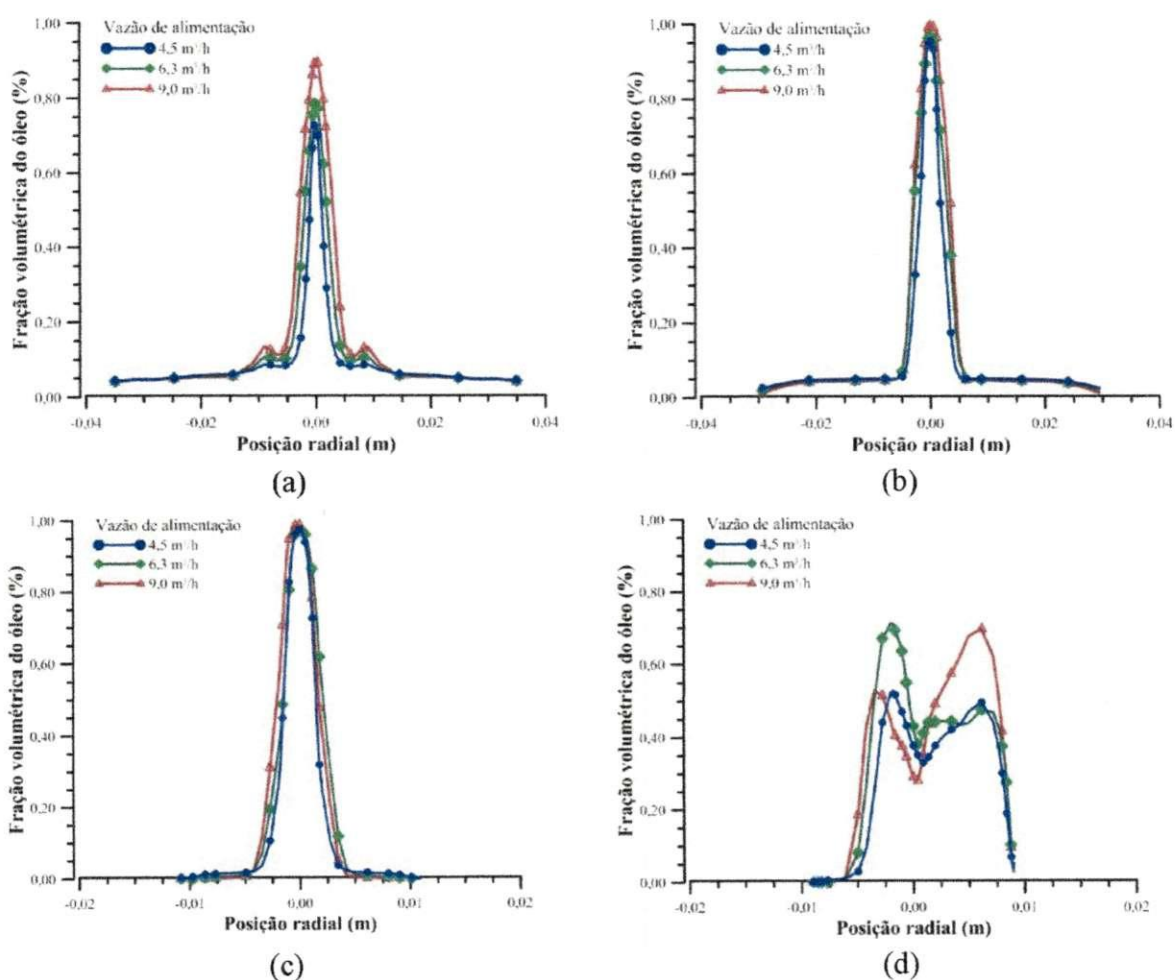 1,00
0,80
0,60
0,40
0,20
0,00
Fração volumétrica do óleo (%)
Vazão de alimentação
4,5 m³/h
6,3 m³/h
9,0 m³/h
-0,04
-0,02
0,00
0,02
0,04
Posição radial (m)
(a)
1,00
0,80
0,60
0,40
0,20
0,00
Fração volumétrica do óleo (%)
Vazão de alimentação
4,5 m³/h
6,3 m³/h
9,0 m³/h
-0,04
-0,02
0,00
0,02
0,04
Posição radial (m)
(b)
1,00
0,80
0,60
0,40
0,20
0,00
Fração volumétrica do óleo (%)
Vazão de alimentação
4,5 m³/h
6,3 m³/h
9,0 m³/h
-0,02
-0,01
0,00
0,01
0,02
Posição radial (m)
(c)
1,00
0,80
0,60
0,40
0,20
0,00
Fração volumétrica do óleo (%)
Vazão de alimentação
4,5 m³/h
6,3 m³/h
9,0 m³/h
-0,02
-0,01
0,00
0,01
0,02
Posição radial (m)
(d)